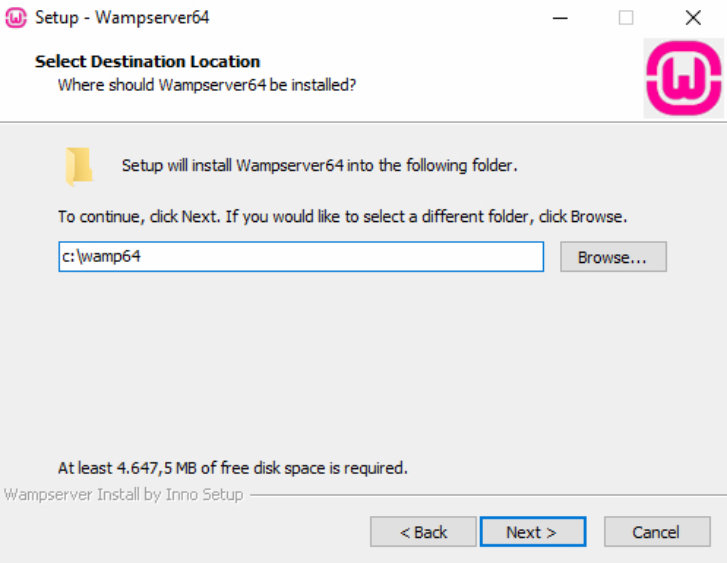 Setup - Wampserver64
Select Destination Location
Where should Wampserver64 be installed?
Setup will install Wampserver64 into the following folder.
To continue, click Next. If you would like to select a different folder, click Browse.
c:\wamp64
Browse...
At least 4.647,5 MB of free disk space is required.
Wampserver Install by Inno Setup
< Back
Next >
Cancel